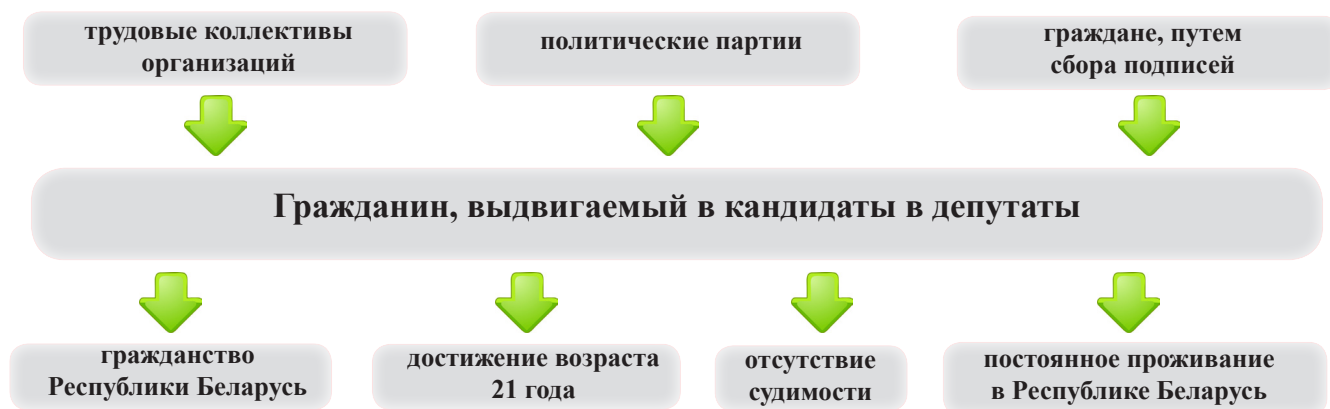 трудовые коллективы
организаций
политические партии
граждане, путем
сбора подписей
Гражданин, выдвигаемый в кандидаты в депутаты
гражданство
Республики Беларусь
достижение возраста
21 года
отсутствие
судимости
постоянное проживание
в Республике Беларусь